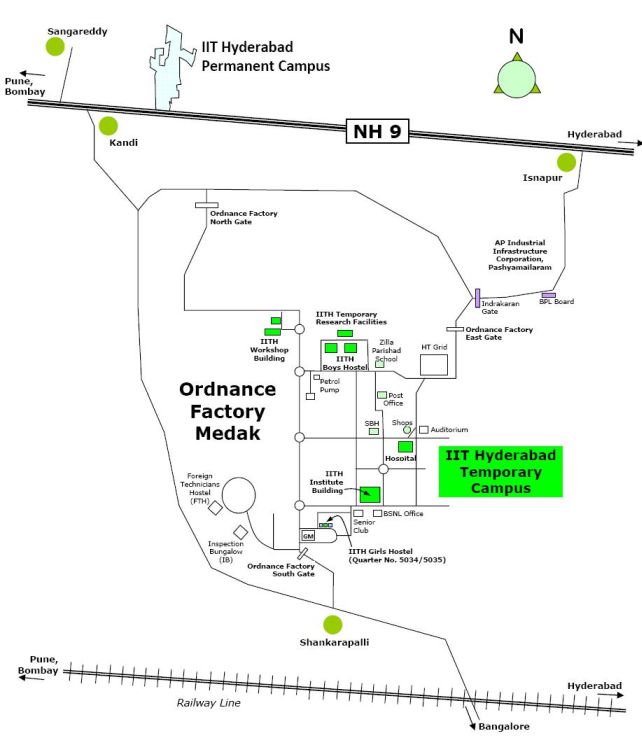 Sangareddy
IIT Hyderabad
Permanent Campus
N
Pune,
Bombay
NH 9
Hyderabad
Kandi
Isnapur
Ordnance Factory
North Gate
AP Industrial
Infrastructure
Corporation,
Pashyamailaram
Indrakaran
Gate
BPL Board
IITH Temporary
Research Facilities
Ordnance Factory
East Gate
IITH
Workshop
Building
Zilla
Parishad
School
HT Grid
IITH
Boys Hostel
Petrol
Pump
Ordnance
Factory
Medak
Post
Office
SBH
Shops
Auditorium
Hosoital
IIT Hyderabad
Temporary
Campus
IITH
Institute
Building
Foreign
Technicians
Hostel
(FTH)
BSNL Office
Senior
Club
GM
Inspection
Bungalow
(IB)
IITH Girls Hostel
(Quarter No. 5034/5035)
Ordnance Factory
South Gate
Shankarapalli
Pune,
Bombay
Hyderabad
Railway Line
Bangalore